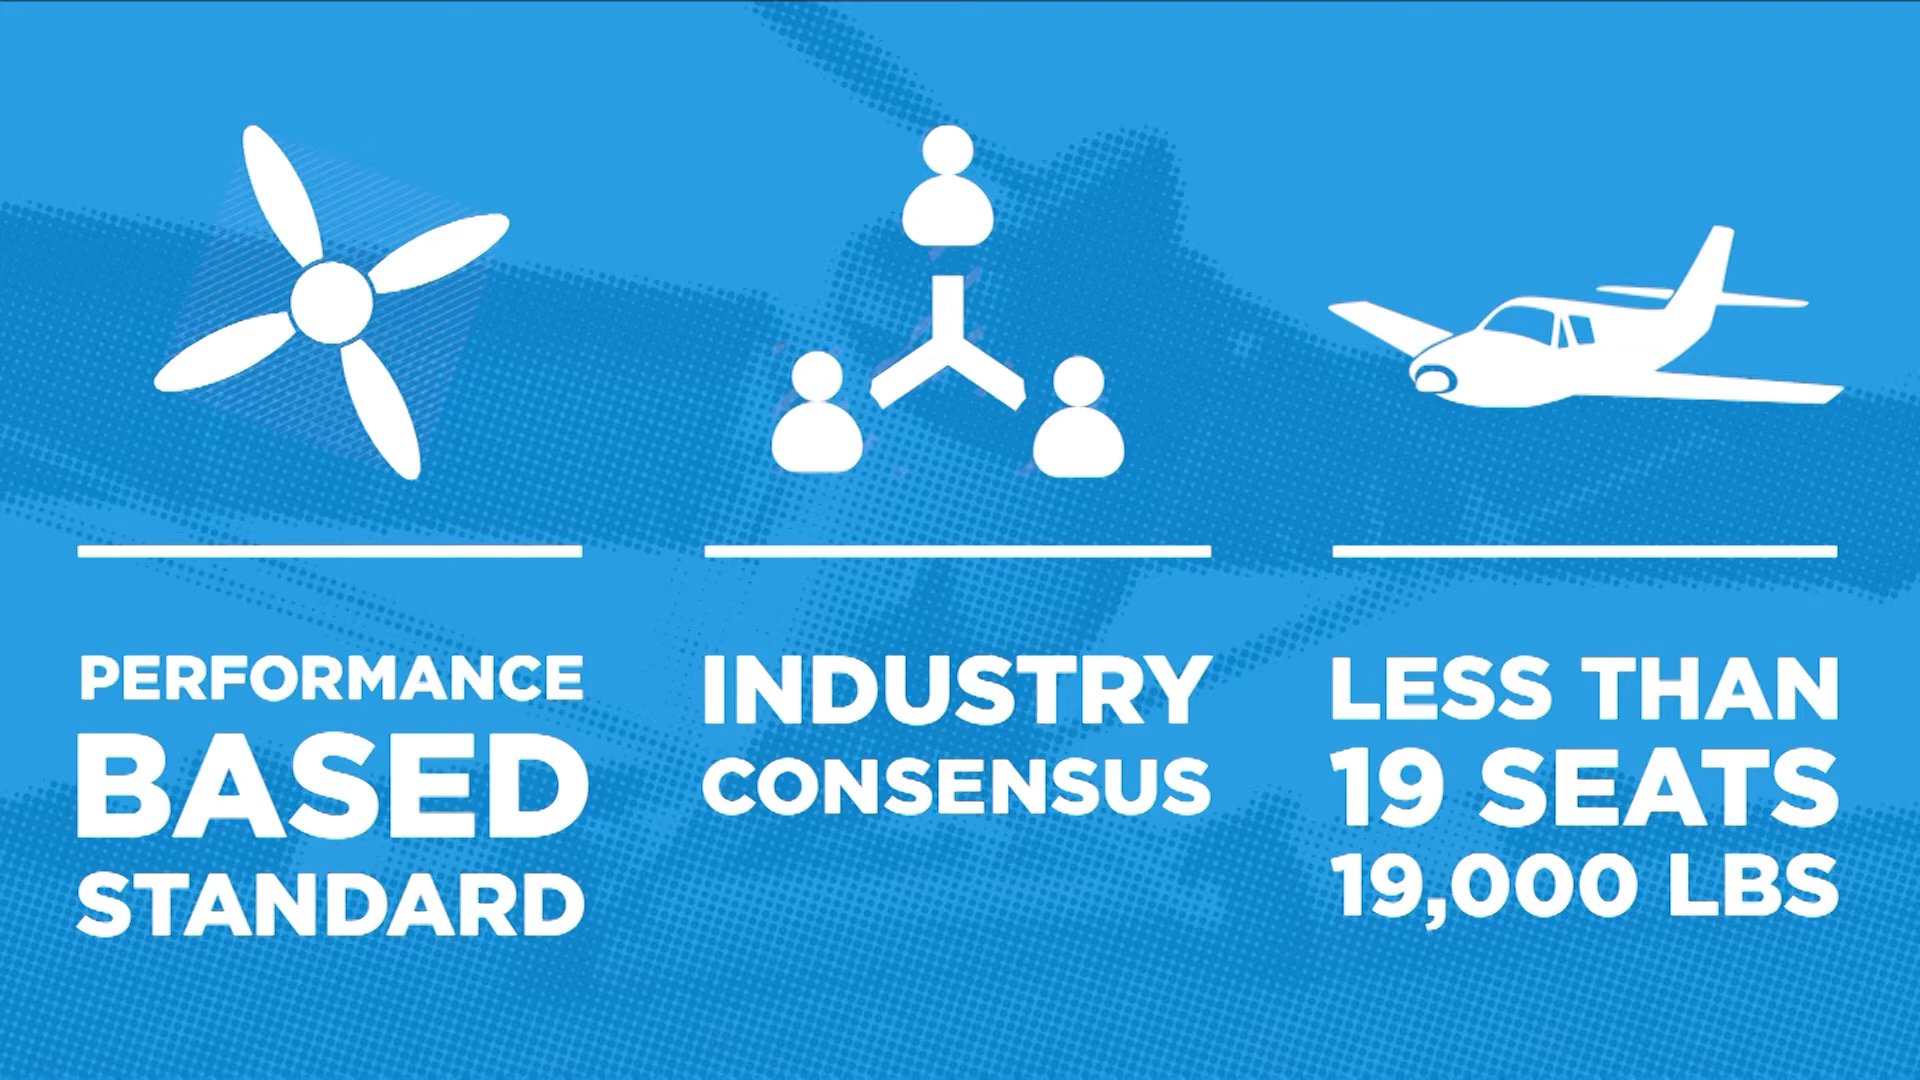 PERFORMANCE
BASED
STANDARD
INDUSTRY
CONSENSUS
LESS THAN
19 SEATS
19,000 LBS